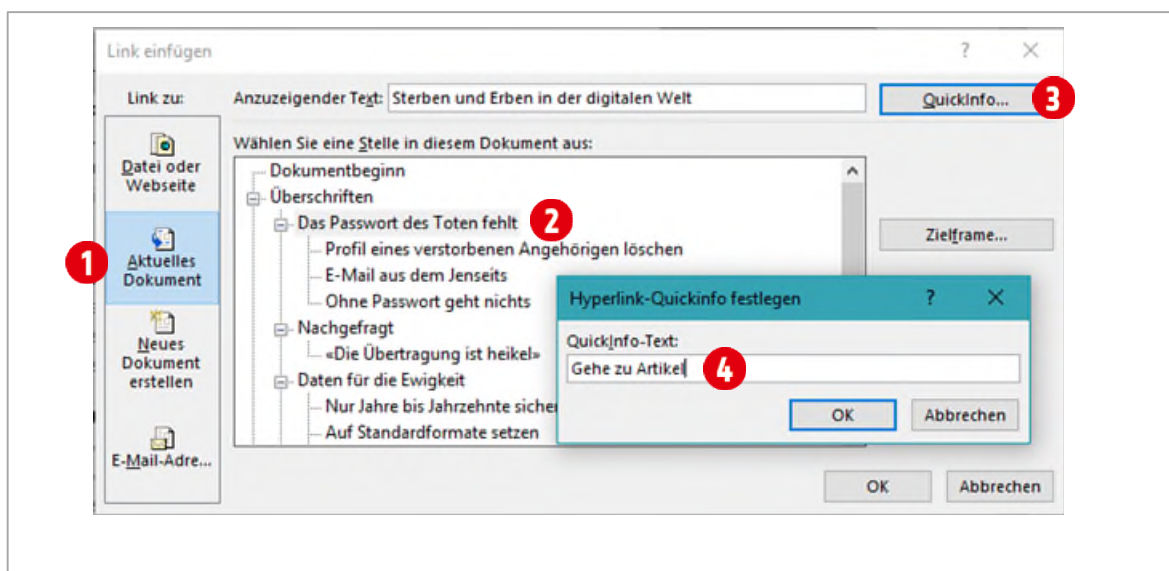 Link einfügen ? ×
Link zu:
Anzuzeigender Text: Sterben und Erben in der digitalen Welt
QuickInfo... 3
Datei oder
Webseite
1 Aktuelles
Dokument
Neues
Dokument
erstellen
E-Mail-Adre...
Wählen Sie eine Stelle in diesem Dokument aus:
Dokumentbeginn
Überschriften
Das Passwort des Toten fehlt 2
Profil eines verstorbenen Angehörigen löschen
E-Mail aus dem Jenseits
Ohne Passwort geht nichts
Nachgefragt
«Die Übertragung ist heikel»
Daten für die Ewigkeit
Nur Jahre bis Jahrzehnte sicher
Auf Standardformate setzen
Zielframe...
Hyperlink-Quickinfo festlegen ? ×
QuickInfo-Text:
Gehe zu Artikel 4
OK Abbrechen
OK Abbrechen